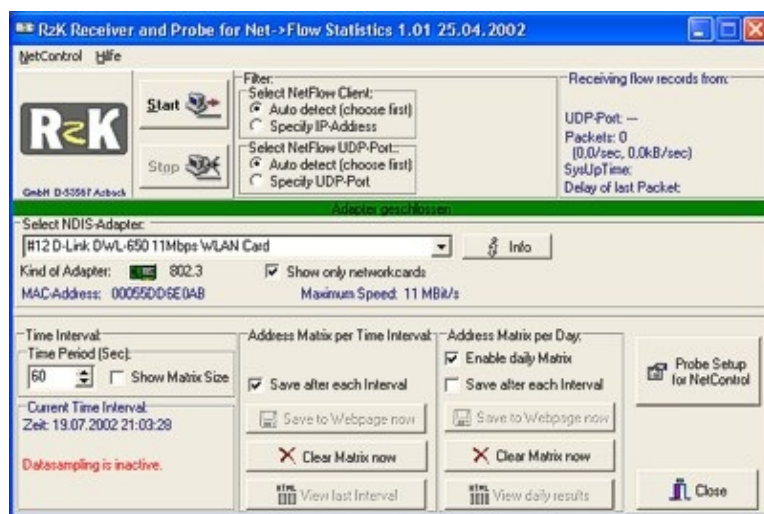 RzK Receiver and Probe for Net->Flow Statistics 1.01 25.04.2002
NetControl Hilfe
RzK
GmbH D-53567 Asbach
Start
Stop
Filter:
Select NetFlow Client:
Auto detect (choose first)
Specify IP-Address
Select NetFlow UDP-Port:
Auto detect (choose first)
Specify UDP-Port
Receiving flow records from:
UDP-Port: ---
Packets: 0
(0,0/sec, 0,0kB/sec)
SysUpTime:
Delay of last Packet:
Adapter geschlossen
Select NDIS-Adapter:
#12 D-Link DWL-650 11Mbps WLAN Card
Info
Kind of Adapter: 802.3
Show only networkcards
MAC-Address: 00055DD6E0AB
Maximum Speed: 11 MBit/s
Time Interval:
Time Period (Sec):
60
Show Matrix Size
Current Time Interval:
Zeit: 19.07.2002 21:03:28
Datasampling is inactive.
Address Matrix per Time Interval:
Save after each Interval
Save to Webpage now
Clear Matrix now
HTML
View last Interval
Address Matrix per Day:
Enable daily Matrix
Save after each Interval
Save to Webpage now
Clear Matrix now
HTML
View daily results
Probe Setup
for NetControl
Close